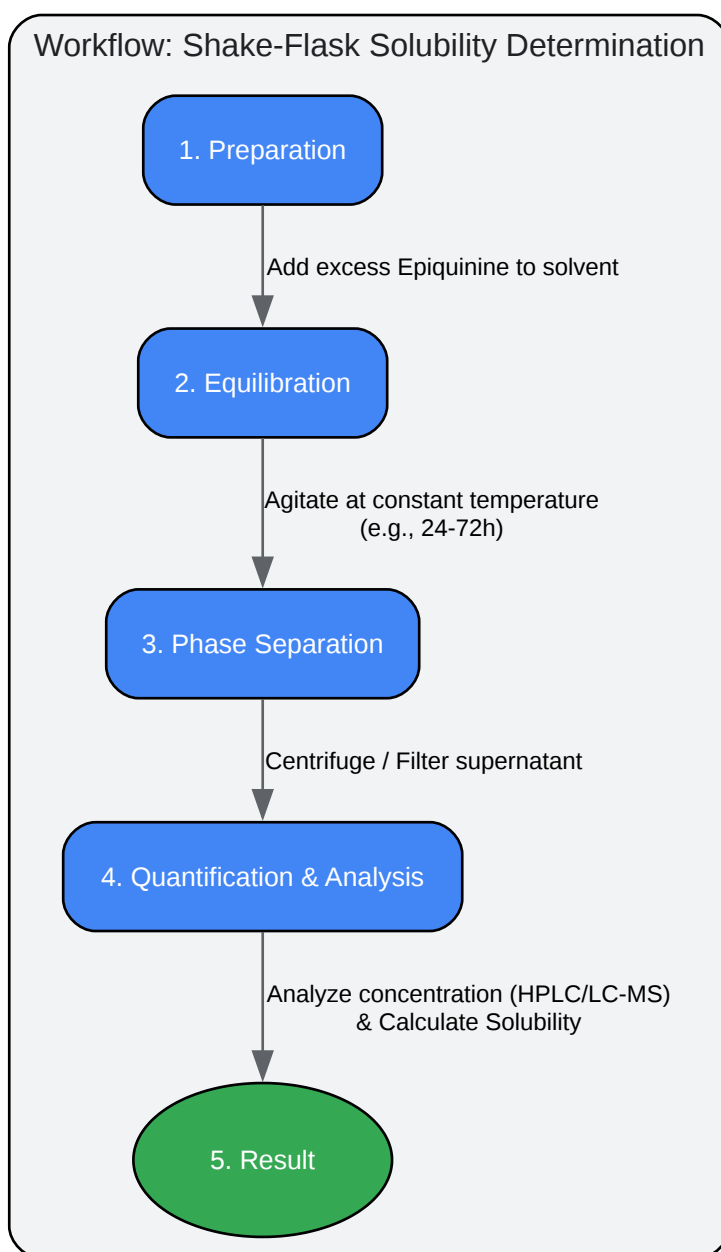 Workflow: Shake-Flask Solubility Determination
1. Preparation
Add excess Epiquinine to solvent
2. Equilibration
Agitate at constant temperature
(e.g., 24-72h)
3. Phase Separation
Centrifuge / Filter supernatant
4. Quantification & Analysis
Analyze concentration (HPLC/LC-MS)
& Calculate Solubility
5. Result